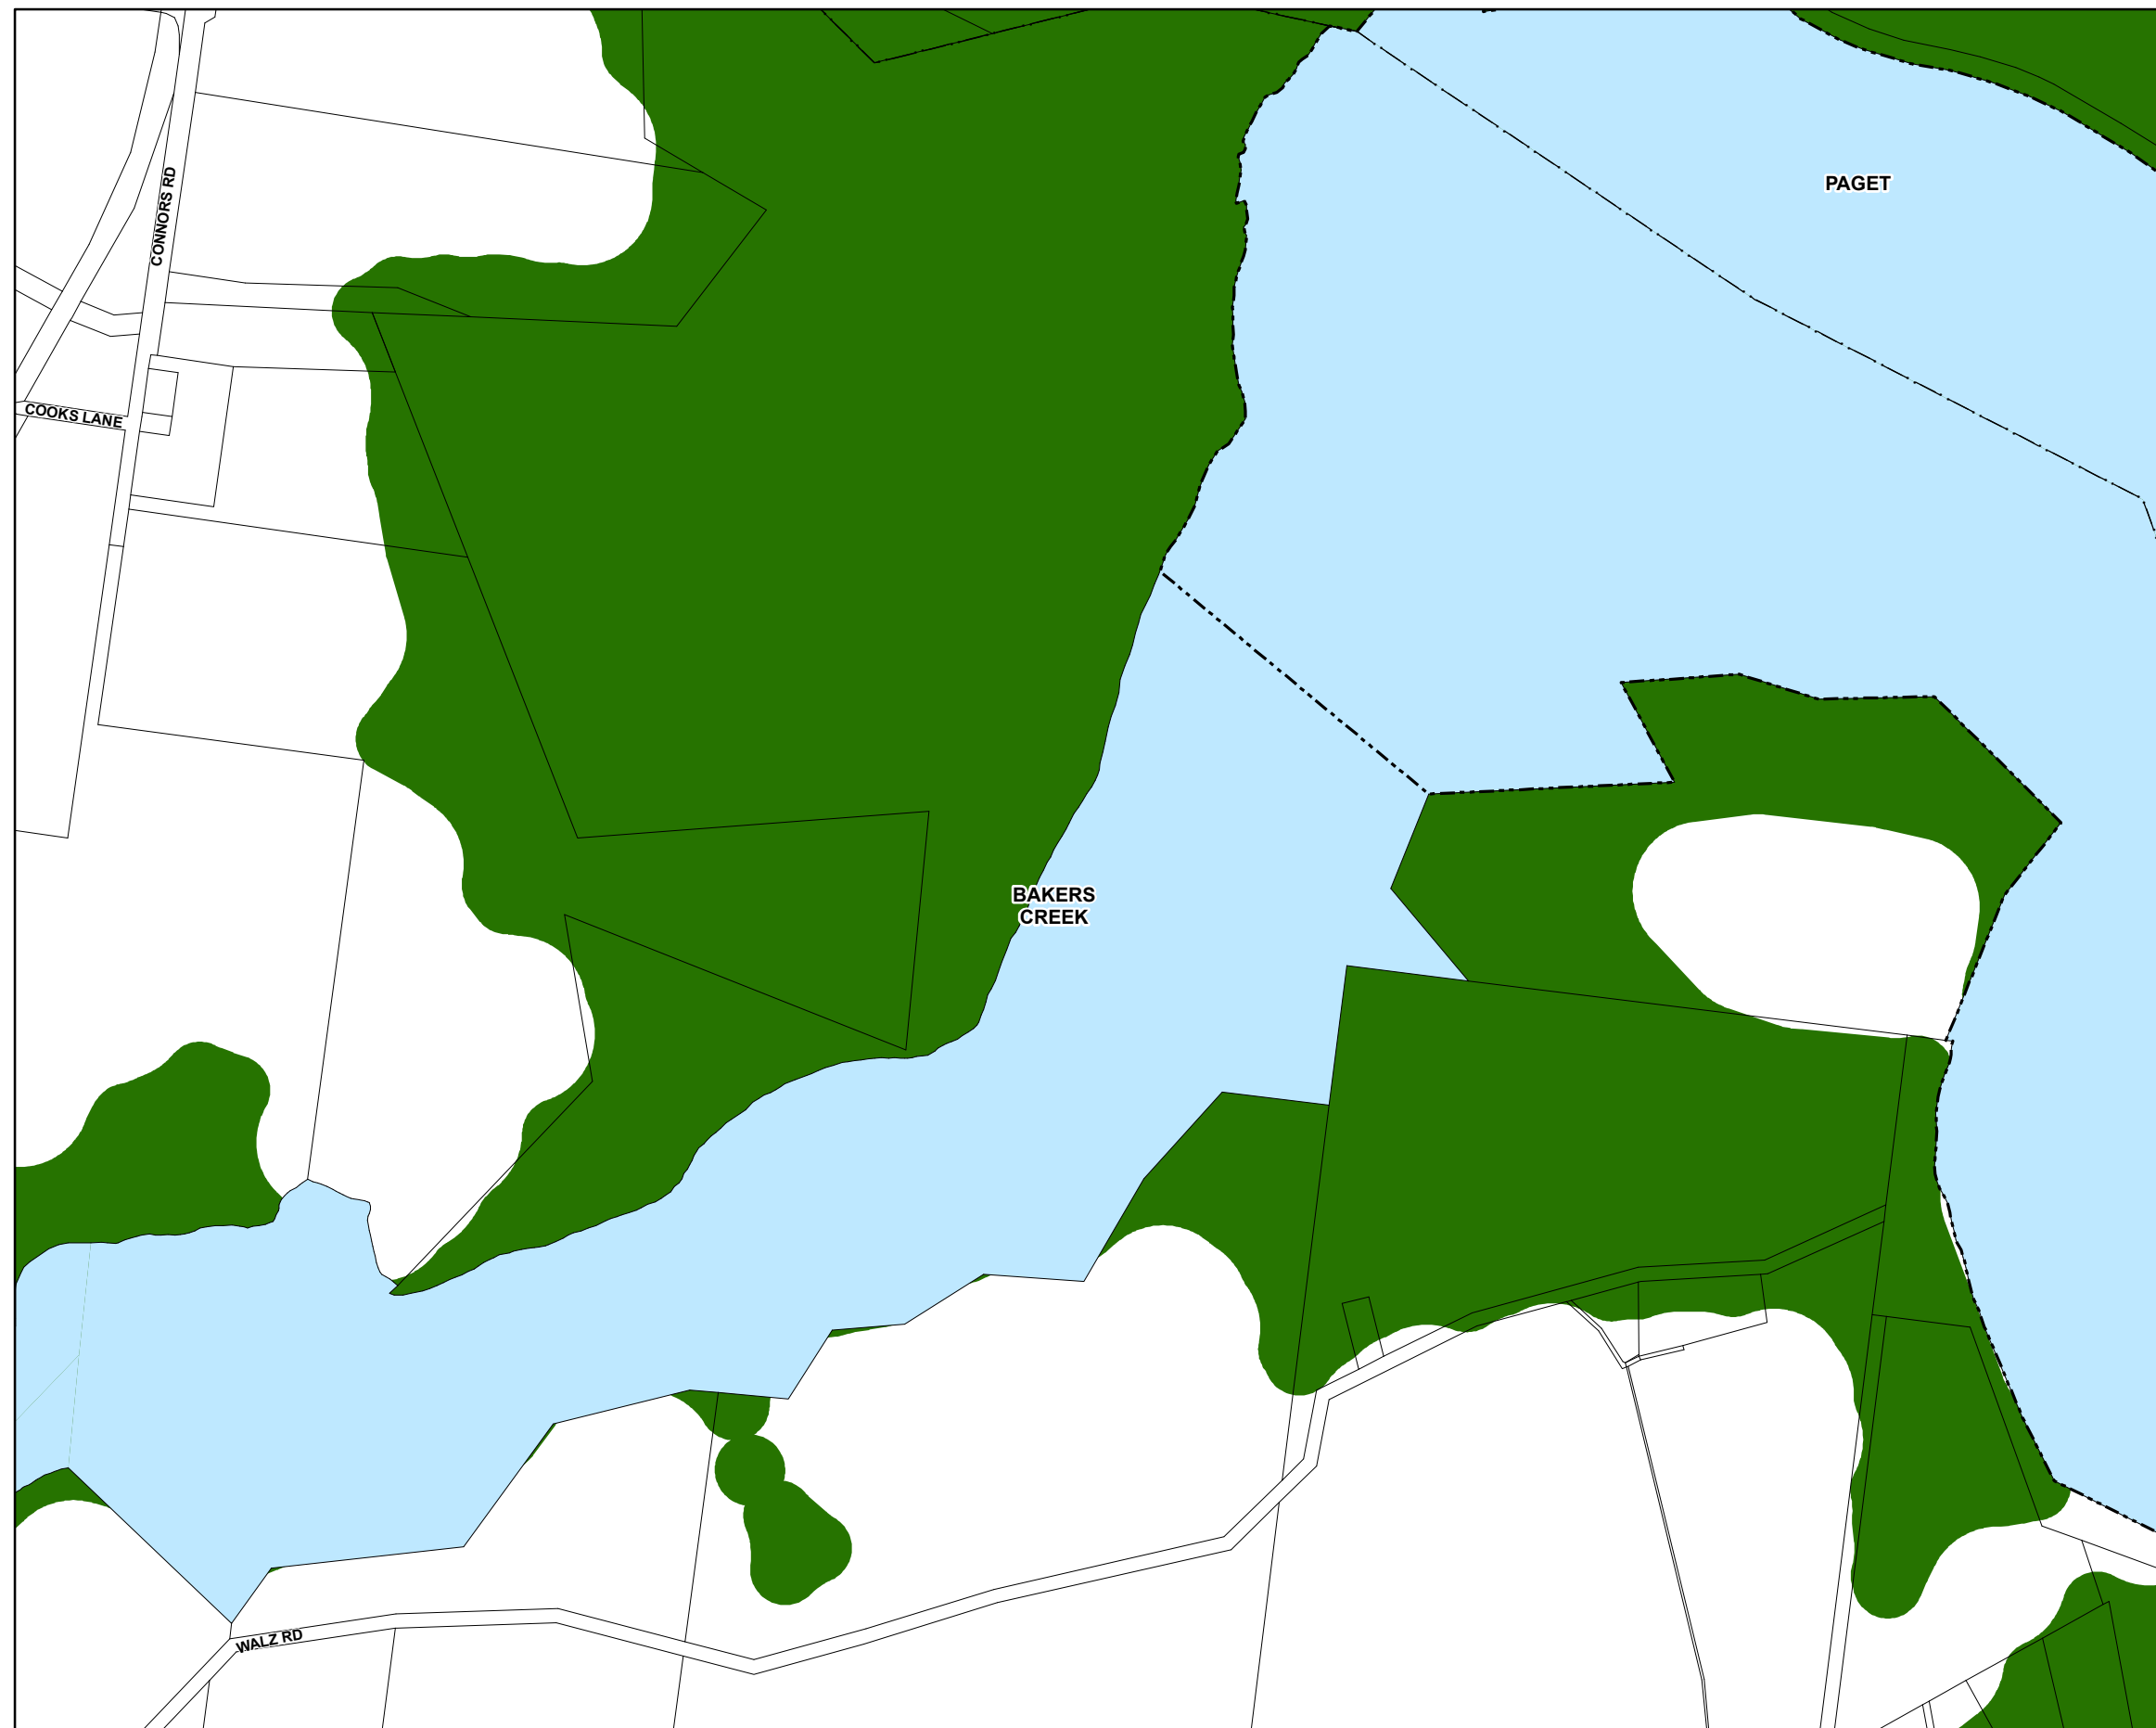 PAGET
CONNORS RD
COOKS LANE
BAKERS
CREEK
WALZ RD